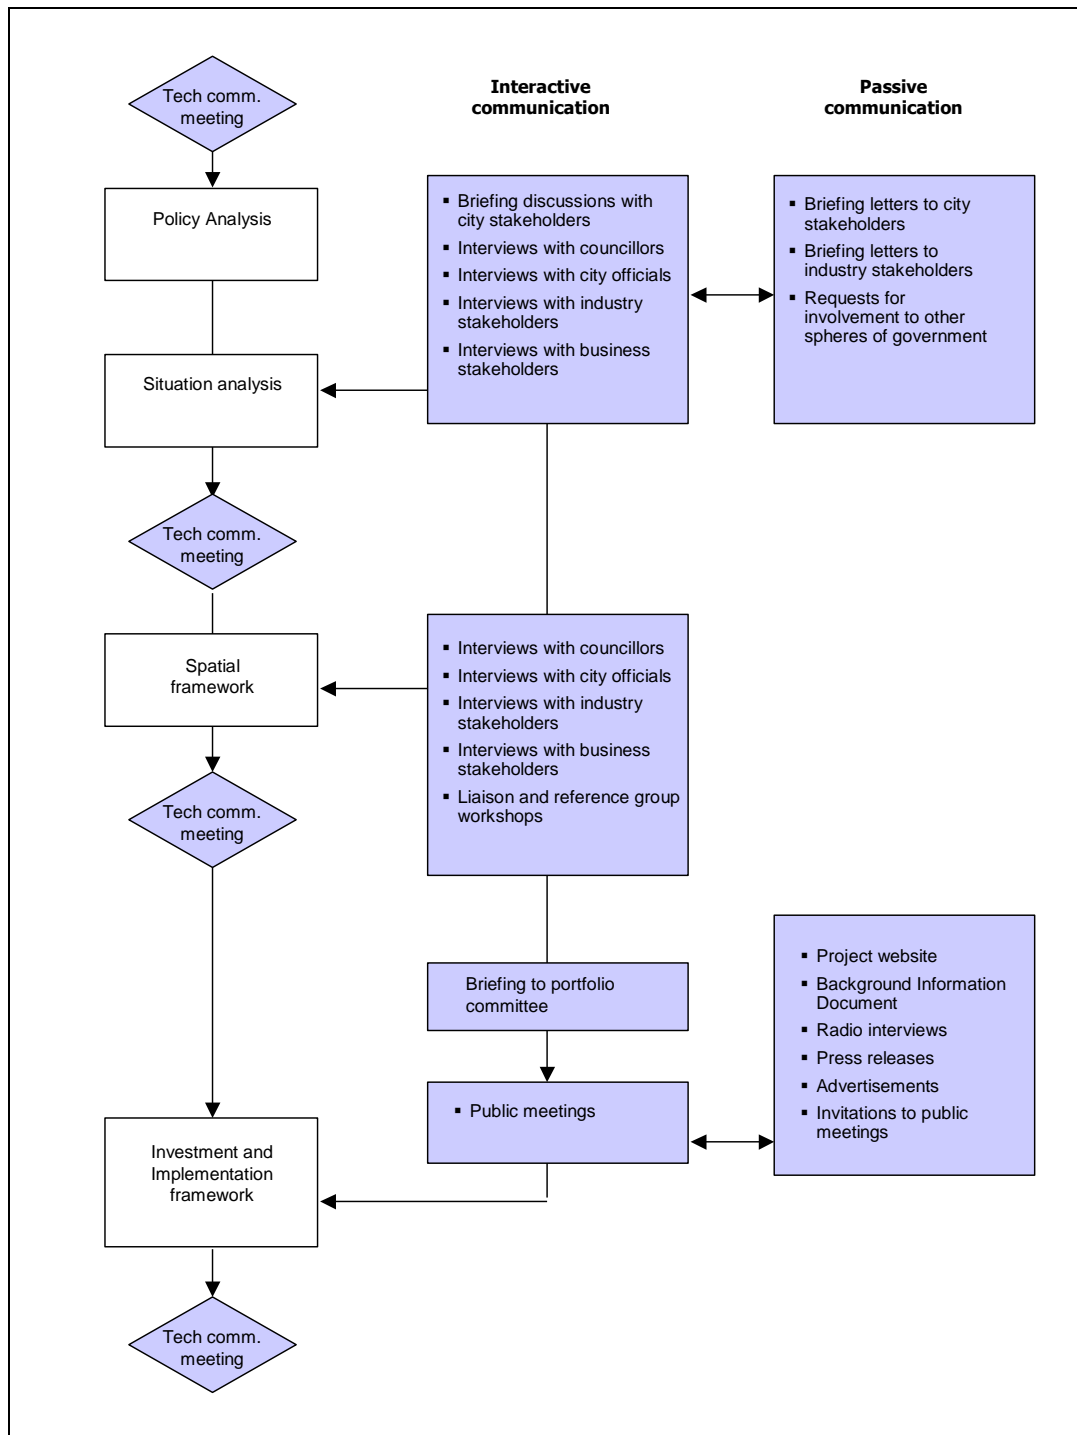 Tech comm.
meeting
Interactive
communication
Passive
communication
Policy Analysis
▪ Briefing discussions with
city stakeholders
▪ Interviews with councillors
▪ Interviews with city officials
▪ Interviews with industry
stakeholders
▪ Interviews with business
stakeholders
▪ Briefing letters to city
stakeholders
▪ Briefing letters to
industry stakeholders
▪ Requests for
involvement to other
spheres of government
Situation analysis
Tech comm.
meeting
Spatial
framework
▪ Interviews with councillors
▪ Interviews with city officials
▪ Interviews with industry
stakeholders
▪ Interviews with business
stakeholders
▪ Liaison and reference group
workshops
Tech comm.
meeting
Briefing to portfolio
committee
▪ Public meetings
▪ Project website
▪ Background Information
Document
▪ Radio interviews
▪ Press releases
▪ Advertisements
▪ Invitations to public
meetings
Investment and
Implementation
framework
Tech comm.
meeting